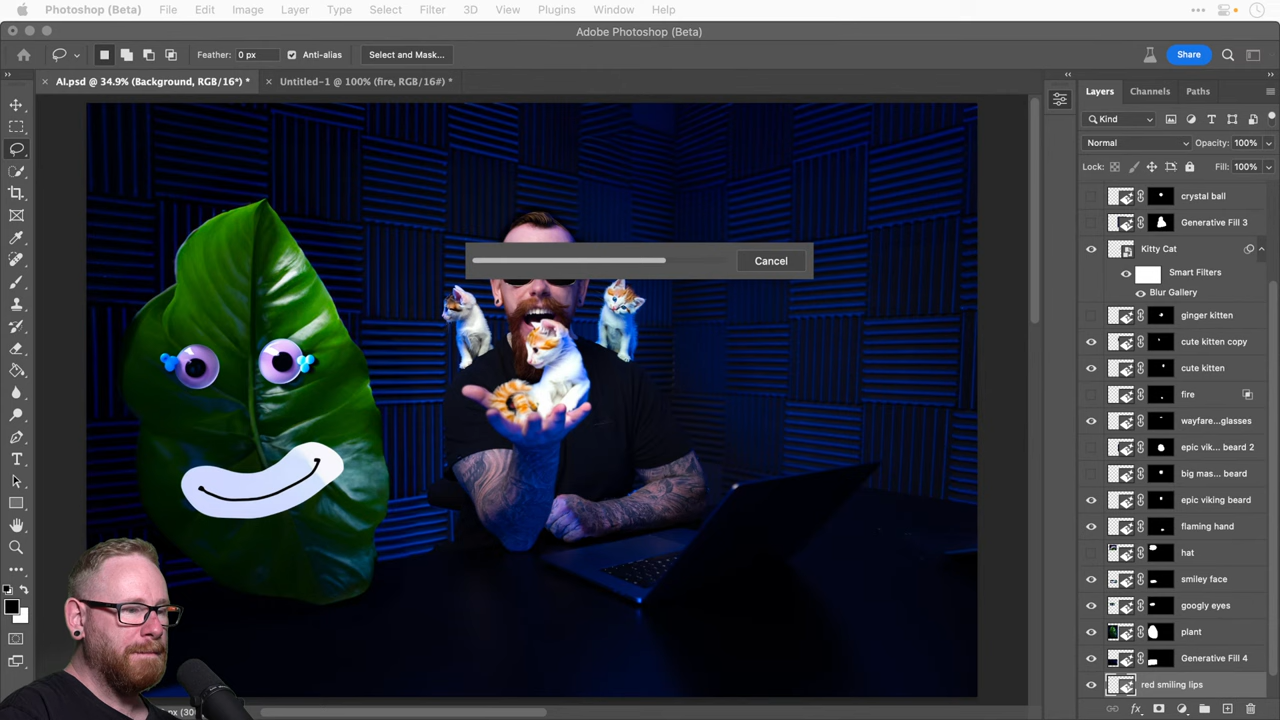 Photoshop (Beta) File Edit Image Layer Type Select Filter 3D View Plugins Window Help
Adobe Photoshop (Beta)
Feather: 0 px Anti-alias Select and Mask... Share
AI.psd @ 34.9% (Background, RGB/16*) * Untitled-1 @ 100% (fire, RGB/16#) *
Layers Channels Paths
Kind
Normal Opacity: 100%
Lock: Fill: 100%
crystal ball
Generative Fill 3
Kitty Cat
Cancel
Smart Filters
Blur Gallery
ginger kitten
cute kitten copy
cute kitten
fire
wayfare...glasses
epic vik... beard 2
big mas... beard
epic viking beard
flaming hand
hat
smiley face
googly eyes
plant
Generative Fill 4
red smiling lips